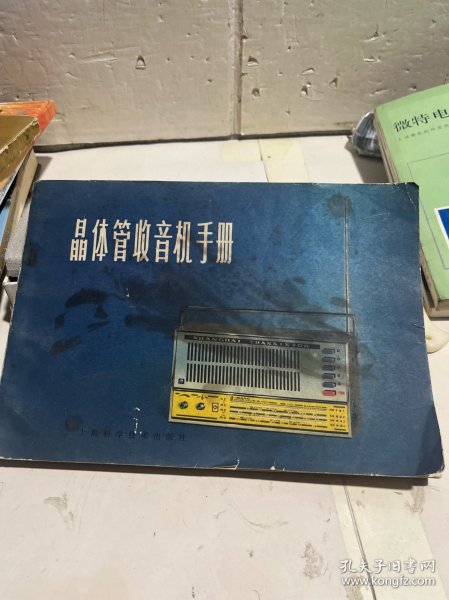 微特电
晶体管收音机手册
SHANGHAI TRANSISTOR
上海科学技术出版社
孔夫子旧书网
www.kongfz.com